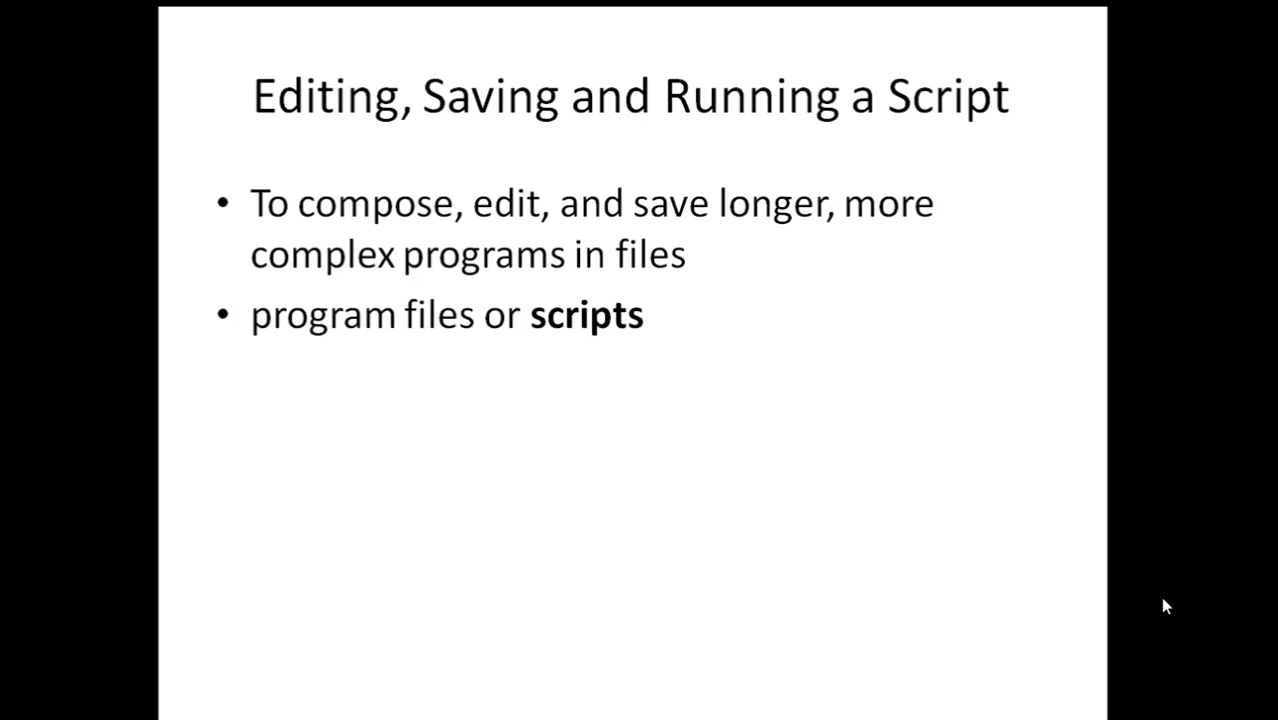 Editing, Saving and Running a Script
• To compose, edit, and save longer, more
complex programs in files
• program files or scripts